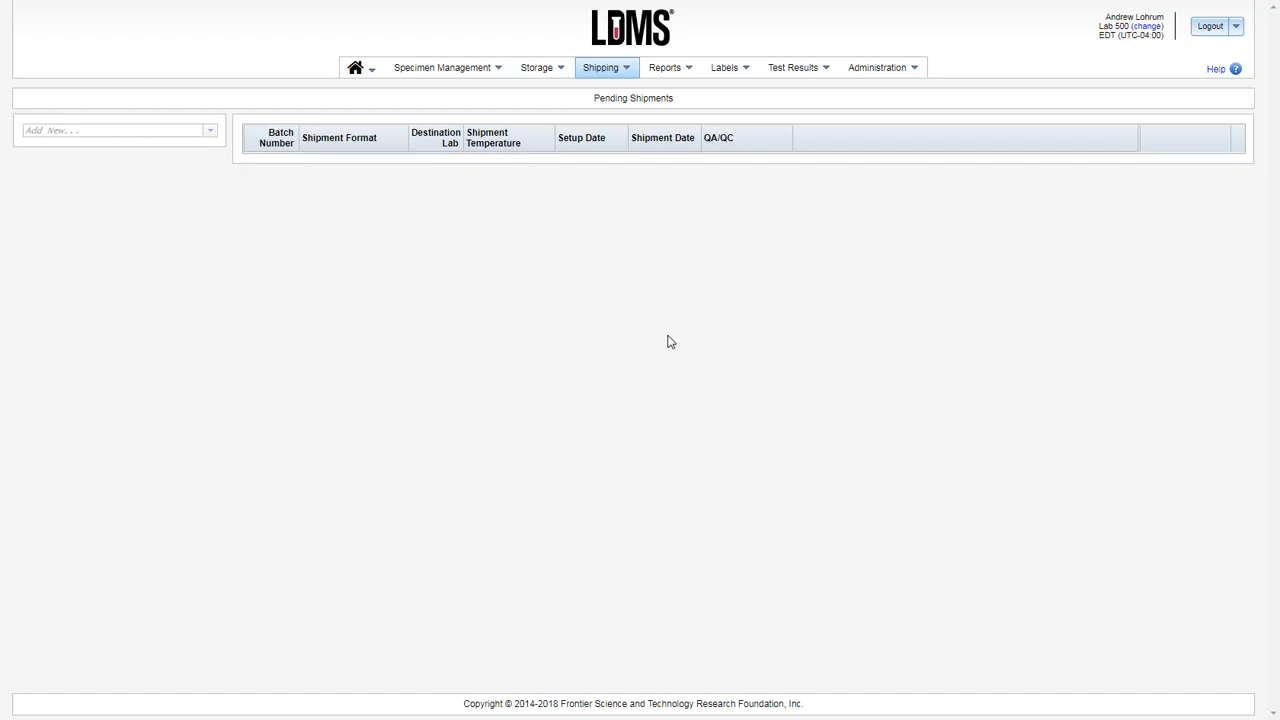 LDMS®
Andrew Lohrum
Lab 500 (change)
EDT (UTC-04:00)
Logout
Specimen Management
Storage
Shipping
Reports
Labels
Test Results
Administration
Help ?
Pending Shipments
Add New...
Batch Number
Shipment Format
Destination Lab
Shipment Temperature
Setup Date
Shipment Date
QA/QC
Copyright © 2014-2018 Frontier Science and Technology Research Foundation, Inc.